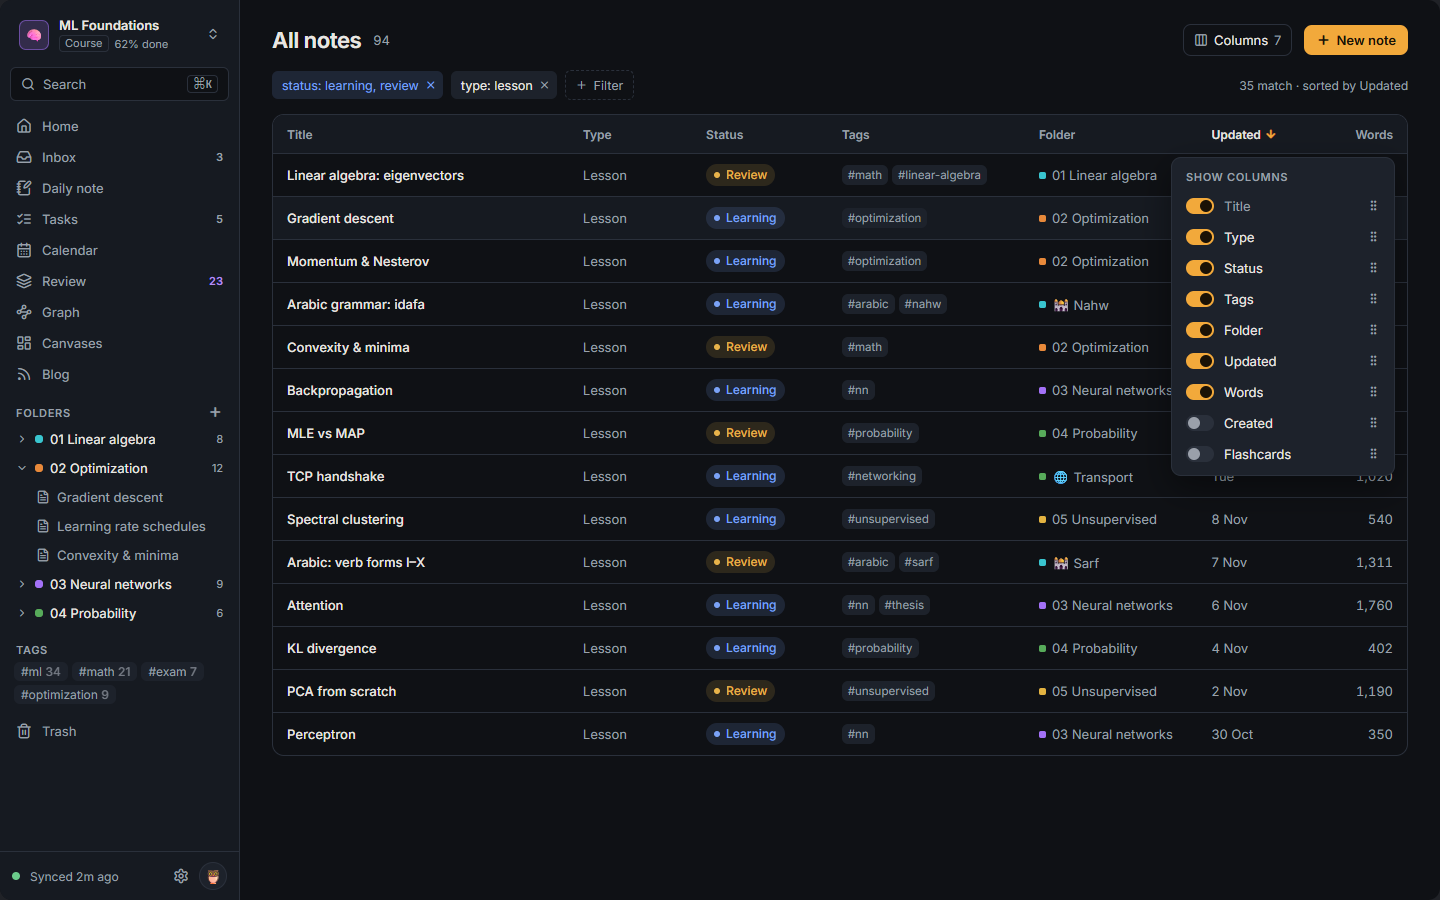 ML Foundations
Course 62% done
Search ⌘K
Home
Inbox 3
Daily note
Tasks 5
Calendar
Review 23
Graph
Canvases
Blog
FOLDERS +
01 Linear algebra 8
02 Optimization 12
Gradient descent
Learning rate schedules
Convexity & minima
03 Neural networks 9
04 Probability 6
TAGS
#ml 34 #math 21 #exam 7
#optimization 9
Trash
Synced 2m ago
All notes 94
Columns 7 + New note
status: learning, review × type: lesson × + Filter
35 match · sorted by Updated
Title Type Status Tags Folder Updated ↓ Words
Linear algebra: eigenvectors Lesson Review #math #linear-algebra 01 Linear algebra
Gradient descent Lesson Learning #optimization 02 Optimization
Momentum & Nesterov Lesson Learning #optimization 02 Optimization
Arabic grammar: idafa Lesson Learning #arabic #nahw Nahw
Convexity & minima Lesson Review #math 02 Optimization
Backpropagation Lesson Learning #nn 03 Neural networks
MLE vs MAP Lesson Review #probability 04 Probability
TCP handshake Lesson Learning #networking Transport Tue 1,020
Spectral clustering Lesson Learning #unsupervised 05 Unsupervised 8 Nov 540
Arabic: verb forms I–X Lesson Review #arabic #sarf Sarf 7 Nov 1,311
Attention Lesson Learning #nn #thesis 03 Neural networks 6 Nov 1,760
KL divergence Lesson Learning #probability 04 Probability 4 Nov 402
PCA from scratch Lesson Review #unsupervised 05 Unsupervised 2 Nov 1,190
Perceptron Lesson Learning #nn 03 Neural networks 30 Oct 350
SHOW COLUMNS
Title
Type
Status
Tags
Folder
Updated
Words
Created
Flashcards